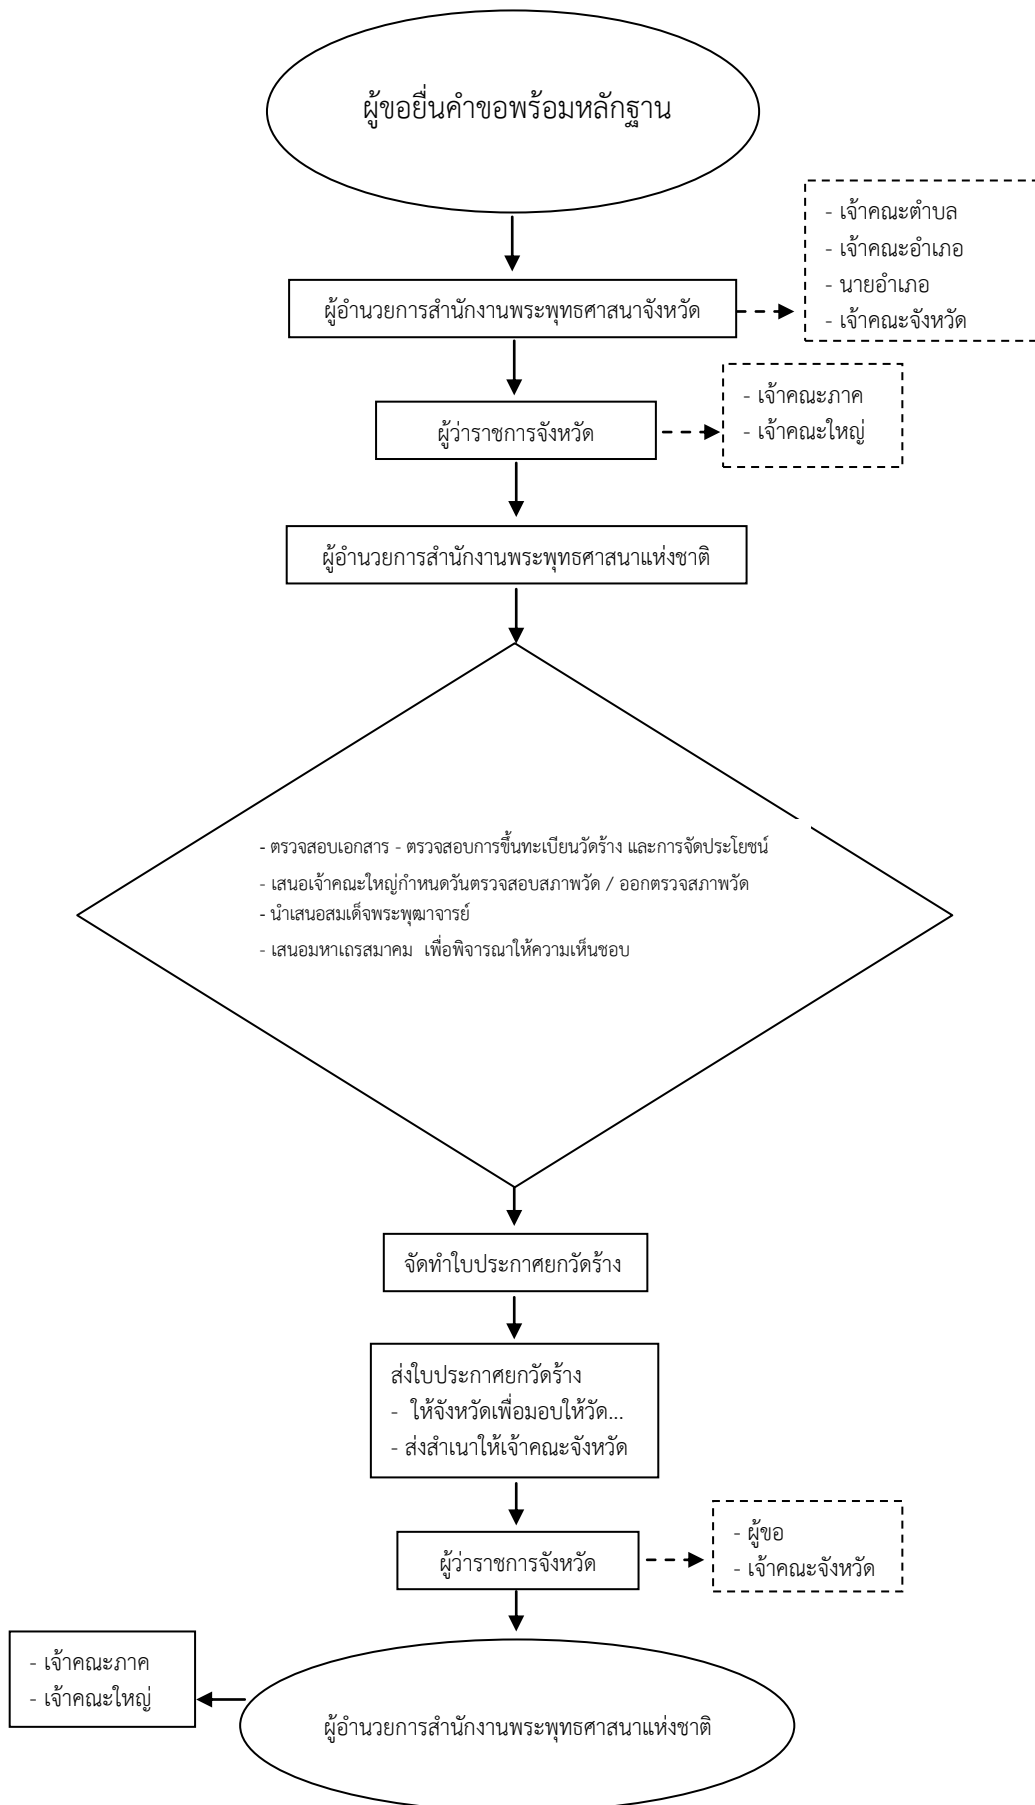 ผู้ขอยื่นคำขอพร้อมหลักฐาน
- เจ้าคณะตำบล
- เจ้าคณะอำเภอ
- นายอำเภอ
- เจ้าคณะจังหวัด
ผู้อำนวยการสำนักงานพระพุทธศาสนาจังหวัด
- เจ้าคณะภาค
- เจ้าคณะใหญ่
ผู้ว่าราชการจังหวัด
ผู้อำนวยการสำนักงานพระพุทธศาสนาแห่งชาติ
- ตรวจสอบเอกสาร - ตรวจสอบการขึ้นทะเบียนวัดร้าง และการจัดประโยชน์
- เสนอเจ้าคณะใหญ่กำหนดวันตรวจสอบสภาพวัด / ออกตรวจสภาพวัด
- นำเสนอสมเด็จพระพุฒาจารย์
- เสนอมหาเถรสมาคม เพื่อพิจารณาให้ความเห็นชอบ
จัดทำใบประกาศยกวัดร้าง
ส่งใบประกาศยกวัดร้าง
- ให้จังหวัดเพื่อมอบให้วัด...
- ส่งสำเนาให้เจ้าคณะจังหวัด
ผู้ว่าราชการจังหวัด
- ผู้ขอ
- เจ้าคณะจังหวัด
- เจ้าคณะภาค
- เจ้าคณะใหญ่
ผู้อำนวยการสำนักงานพระพุทธศาสนาแห่งชาติ